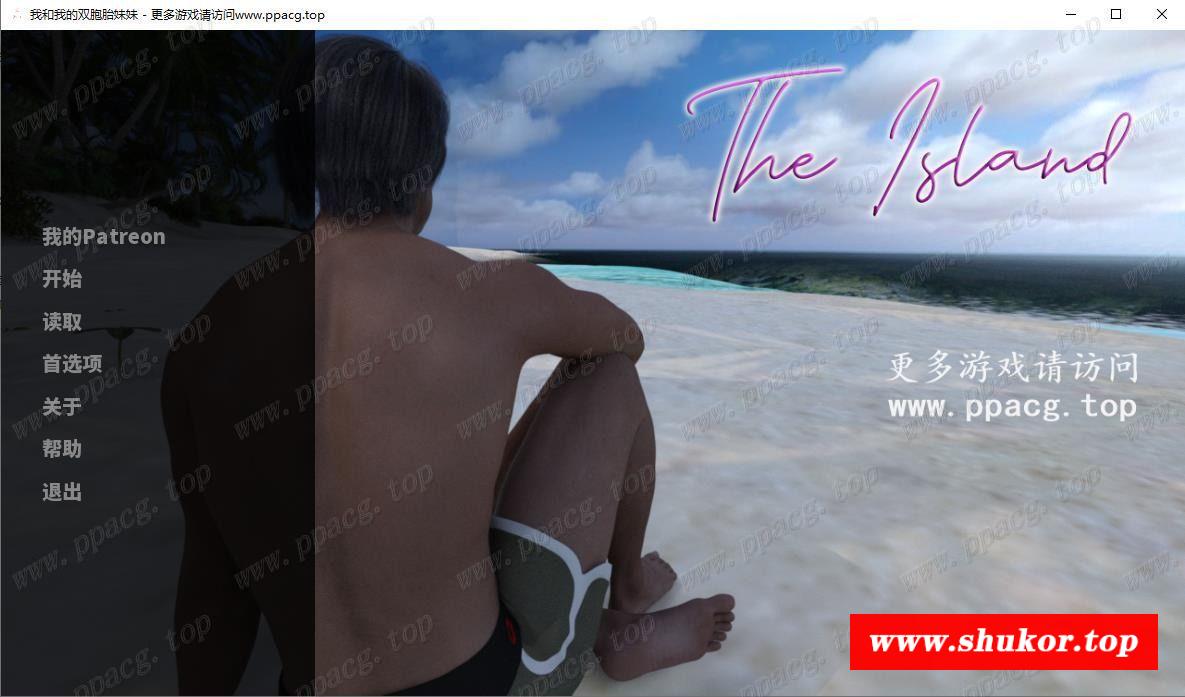 我和我的双胞胎妹妹 - 更多游戏请访问www.ppacg.top
The Island
我的Patreon
开始
读取
首选项
关于
帮助
退出
更多游戏请访问
www.ppacg.top
www.shukor.top